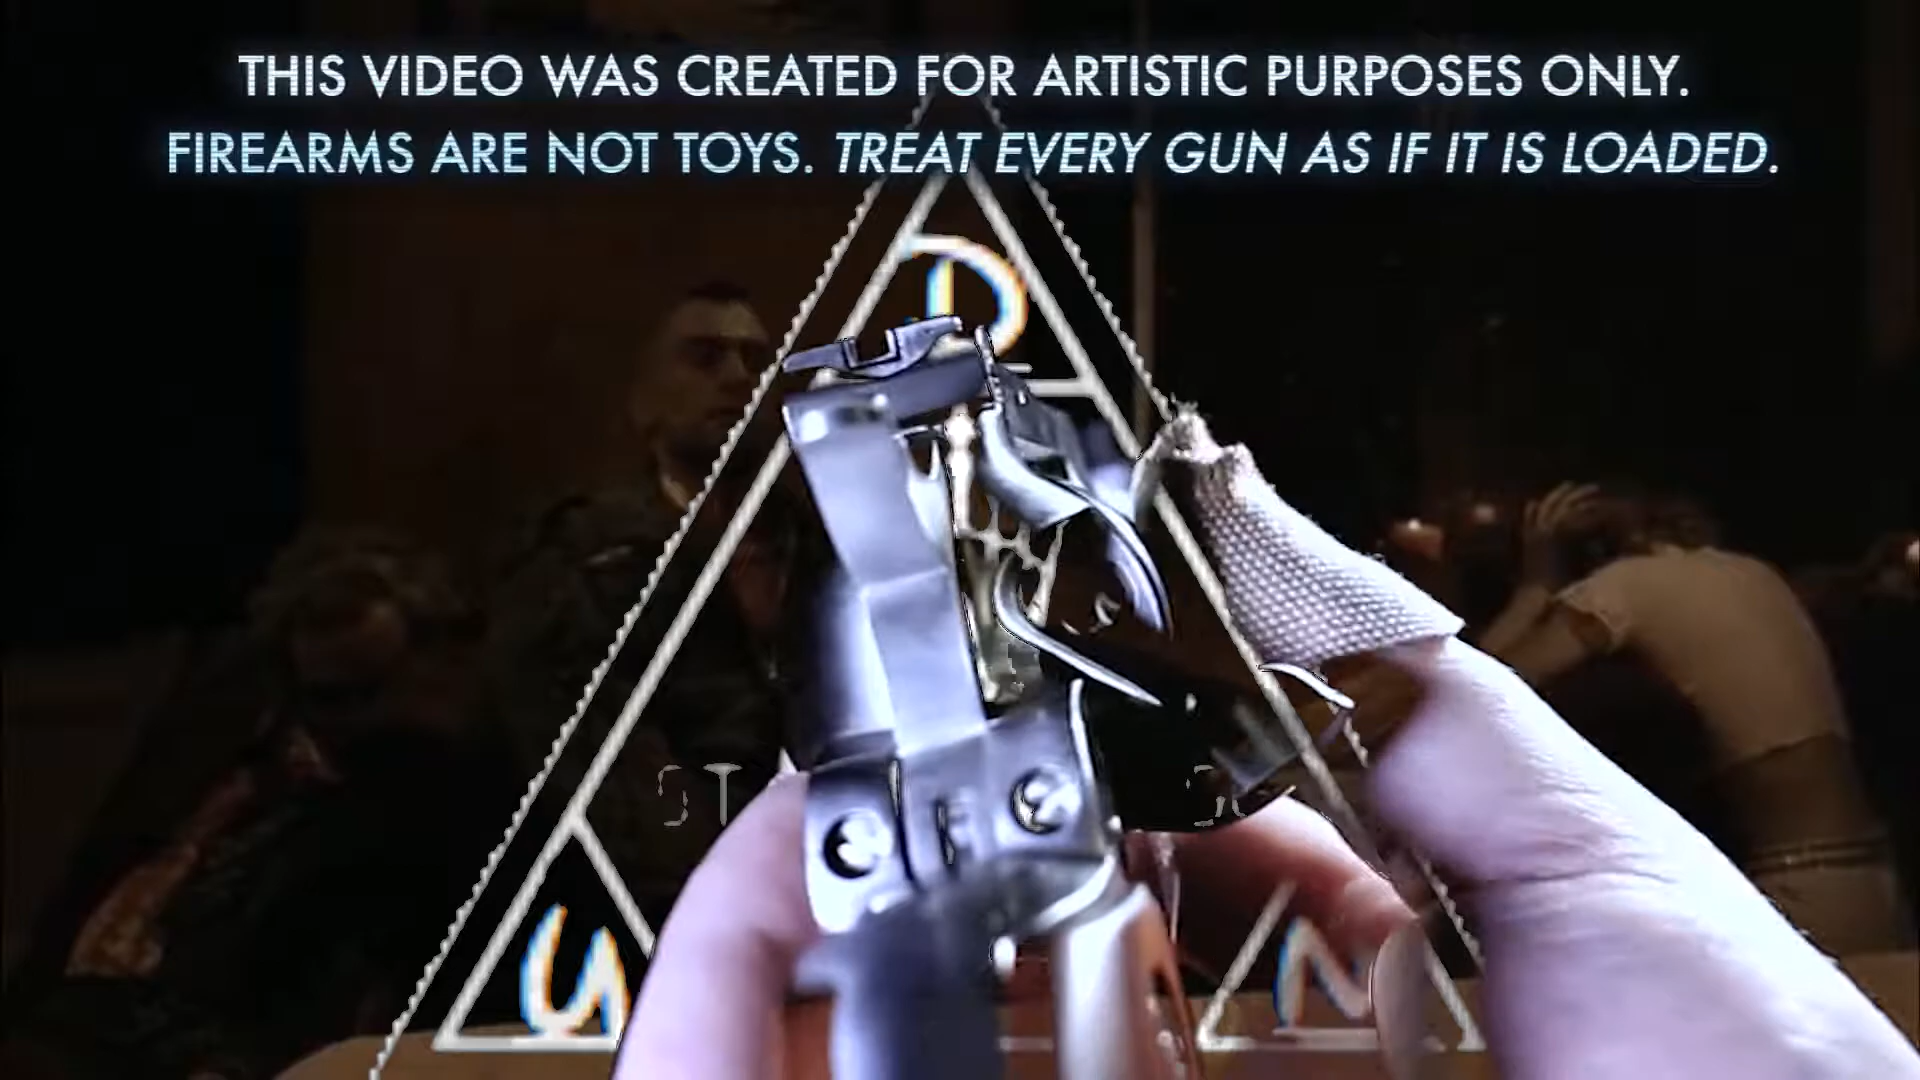 THIS VIDEO WAS CREATED FOR ARTISTIC PURPOSES ONLY.
FIREARMS ARE NOT TOYS. TREAT EVERY GUN AS IF IT IS LOADED.
D
U N